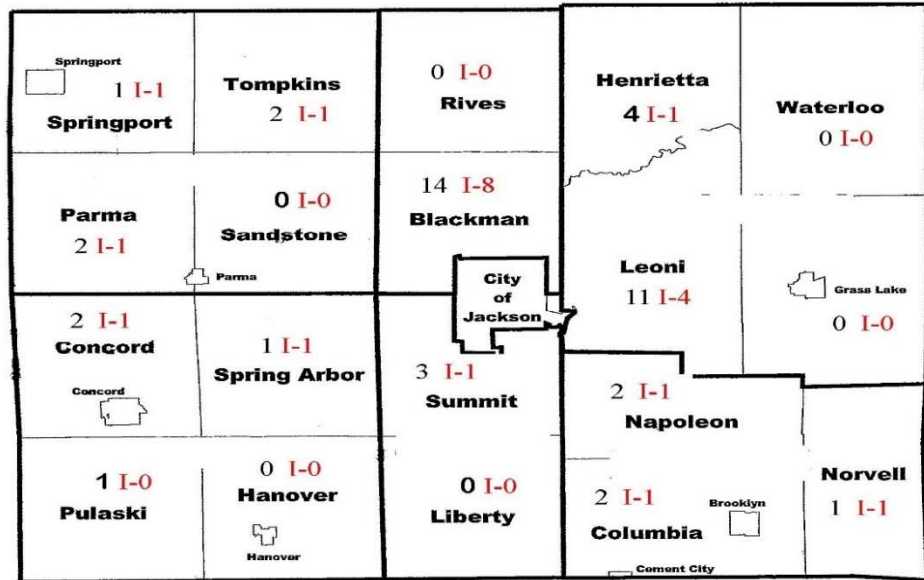 Springport
1 I-1
Springport
Tompkins
2 I-1
0 I-0
Rives
Henrietta
4 I-1
Waterloo
0 I-0
Parma
2 I-1
0 I-0
Sandstone
Parma
14 I-8
Blackman
City
of
Jackson
Leoni
11 I-4
Grass Lake
0 I-0
2 I-1
Concord
Concord
1 I-1
Spring Arbor
3 I-1
Summit
2 I-1
Napoleon
1 I-0
Pulaski
0 I-0
Hanover
Hanover
0 I-0
Liberty
2 I-1
Columbia
Brooklyn
Cement City
Norvell
1 I-1